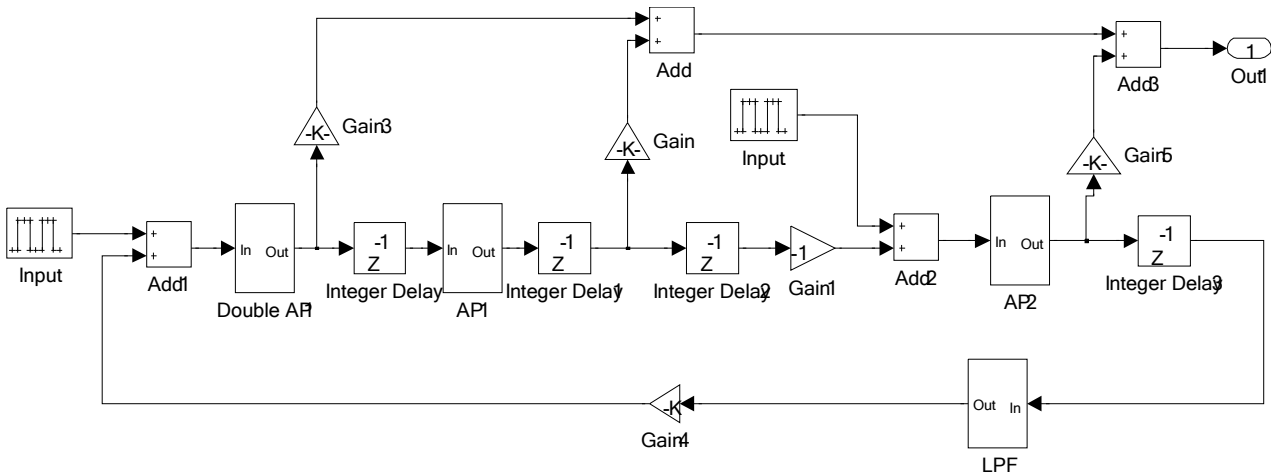 +
+
Add
+
+
Add3
1
Out1
-K-
Gain3
-K-
Gain
Input
-K-
Gain5
Input
+
+
Add1
In Out
Double AP1
-1
Z
Integer Delay
In Out
AP1
-1
Z
Integer Delay1
-1
Z
Integer Delay2
-1
Gain1
+
+
Add2
In Out
AP2
-1
Z
Integer Delay3
-K
Gain4
Out In
LPF